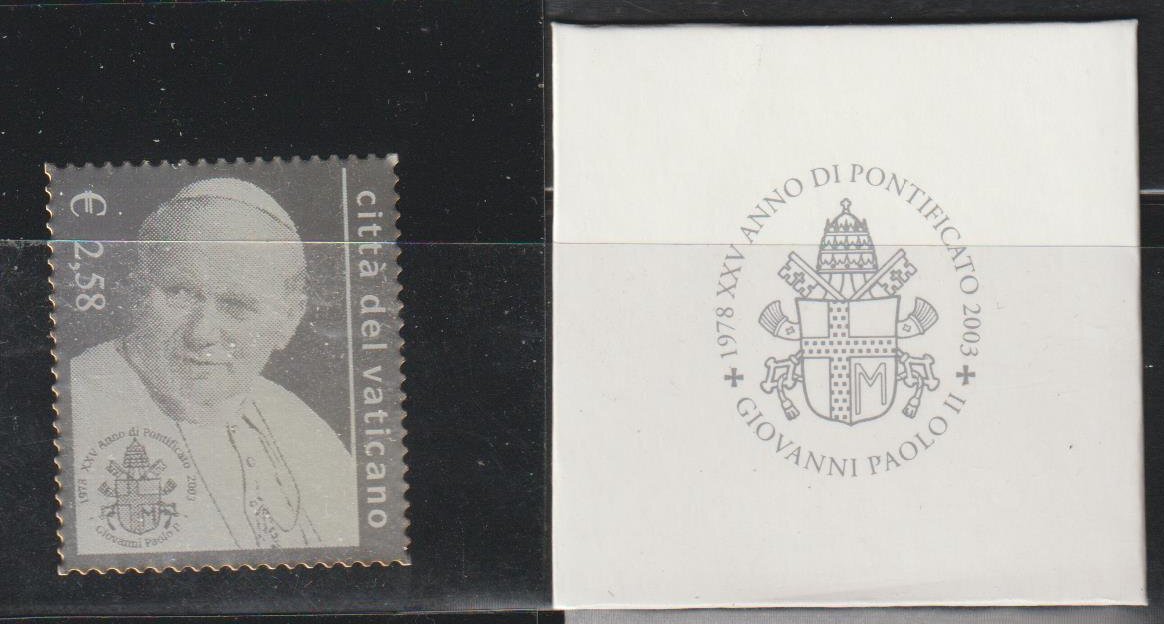 € 2,58
città del vaticano
1978 XXV Anno di Pontificato 2003
Giovanni Paolo II
1978 XXV ANNO DI PONTIFICATO 2003
GIOVANNI PAOLO II
M